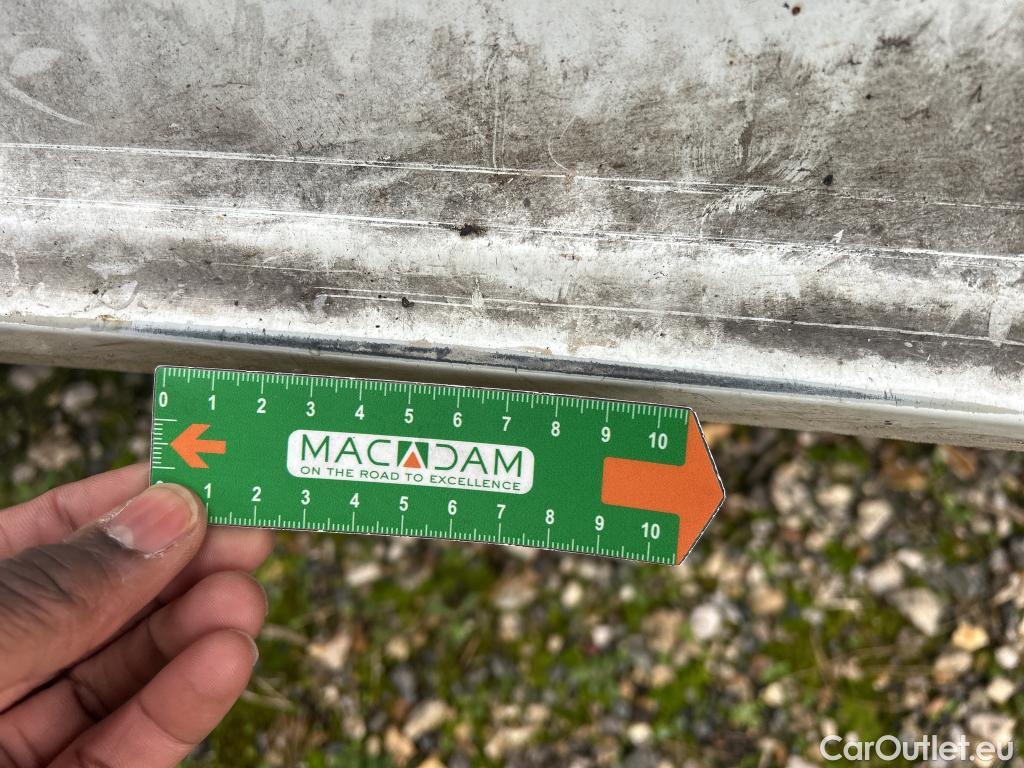 0 1 2 3 4 5 6 7 8 9 10
MACADAM
ON THE ROAD TO EXCELLENCE
1 2 3 4 5 6 7 8 9 10
CarOutlet.eu